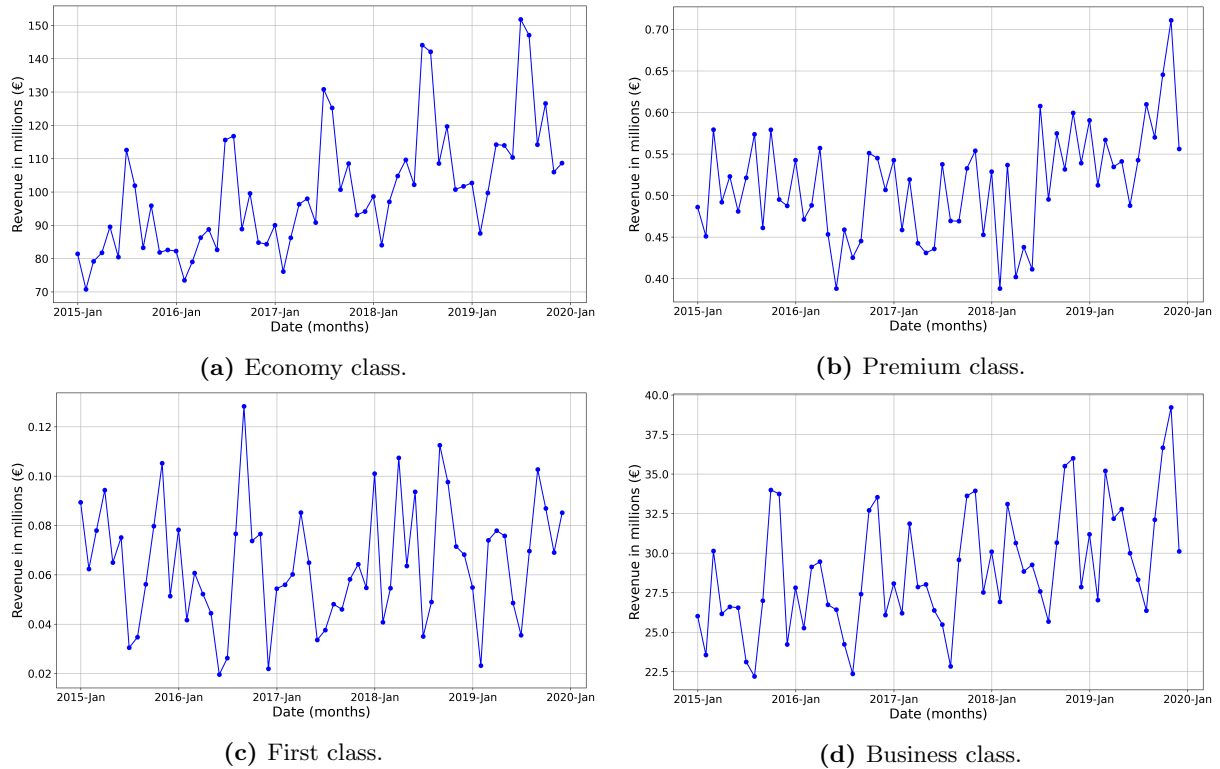 150
140
130
120
110
100
90
80
70
Revenue in millions (€)
2015-Jan 2016-Jan 2017-Jan 2018-Jan 2019-Jan 2020-Jan
Date (months)
(a) Economy class.
0.70
0.65
0.60
0.55
0.50
0.45
0.40
Revenue in millions (€)
2015-Jan 2016-Jan 2017-Jan 2018-Jan 2019-Jan 2020-Jan
Date (months)
(b) Premium class.
0.12
0.10
0.08
0.06
0.04
0.02
Revenue in millions (€)
2015-Jan 2016-Jan 2017-Jan 2018-Jan 2019-Jan 2020-Jan
Date (months)
(c) First class.
40.0
37.5
35.0
32.5
30.0
27.5
25.0
22.5
Revenue in millions (€)
2015-Jan 2016-Jan 2017-Jan 2018-Jan 2019-Jan 2020-Jan
Date (months)
(d) Business class.